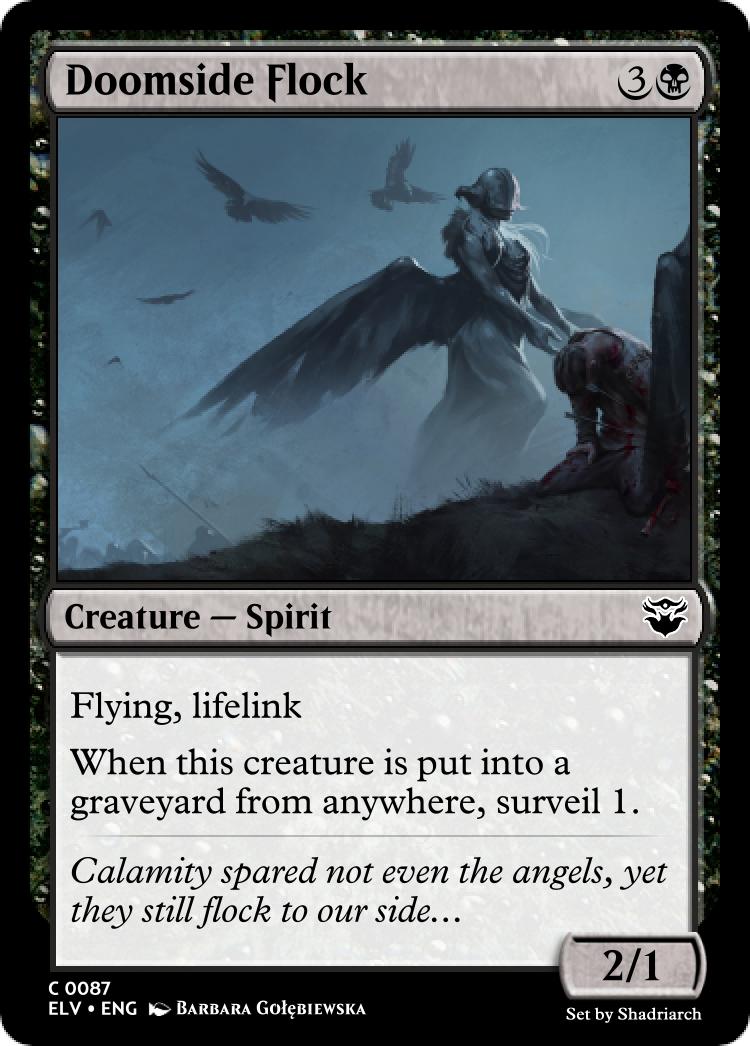 Doomside Flock 3
Creature — Spirit
Flying, lifelink
When this creature is put into a
graveyard from anywhere, surveil 1.
Calamity spared not even the angels, yet
they still flock to our side…
2/1
C 0087
ELV • ENG Barbara Gołębiewska
Set by Shadriarch